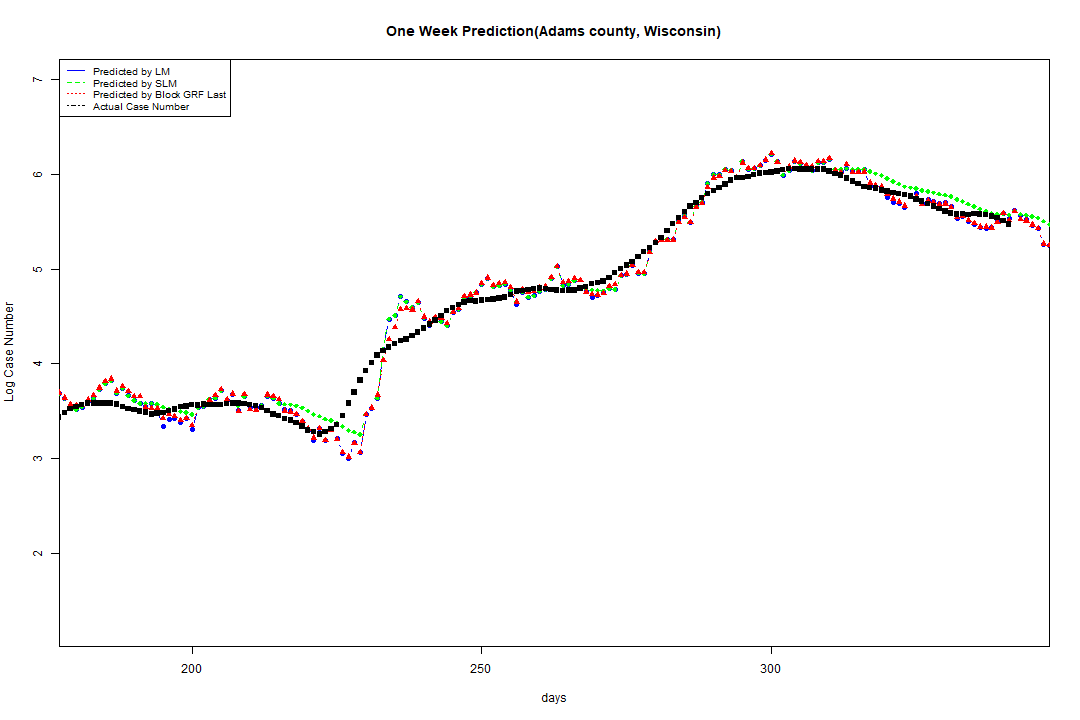 One Week Prediction(Adams county, Wisconsin)
Predicted by LM
Predicted by SLM
Predicted by Block GRF Last
Actual Case Number
Log Case Number
7
6
5
4
3
2
200 250 300
days